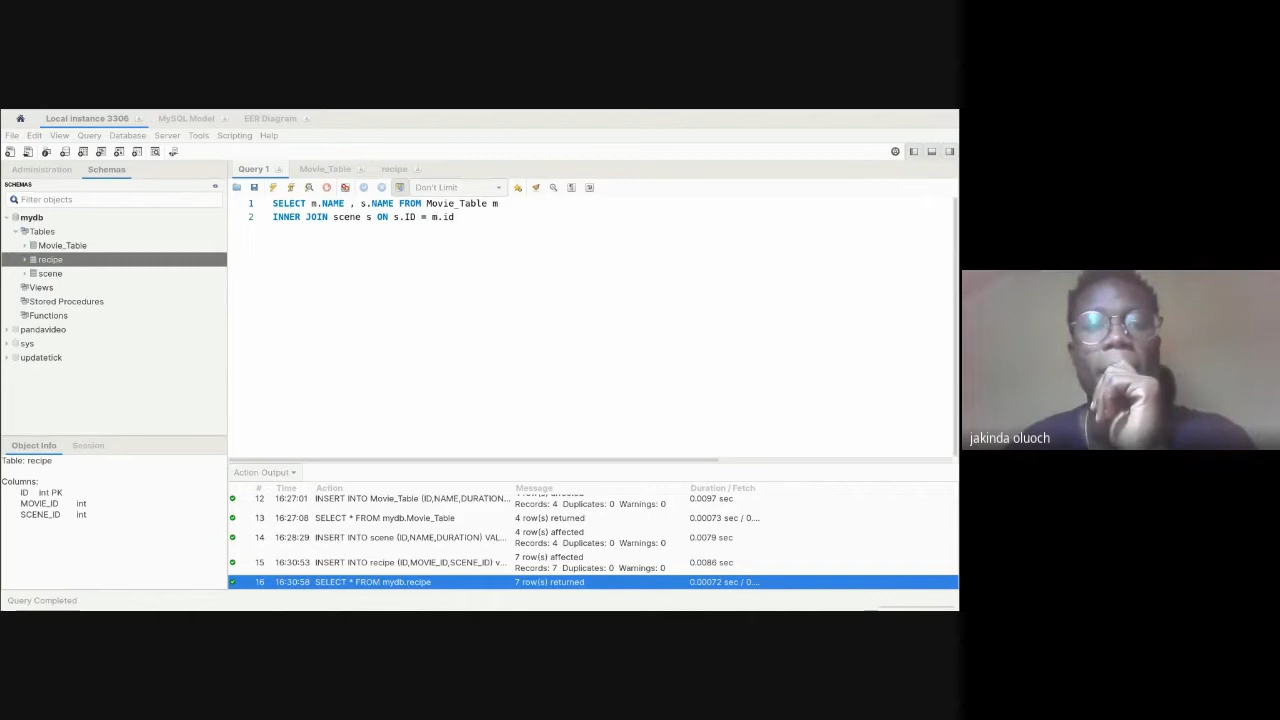 Local instance 3306 MySQL Model EER Diagram
File Edit View Query Database Server Tools Scripting Help
Administration Schemas Query 1 Movie_Table recipe
SCHEMAS
Filter objects
Don't Limit
mydb
Tables
Movie_Table
recipe
scene
Views
Stored Procedures
Functions
pandavideo
sys
updatetick
1 SELECT m.NAME , s.NAME FROM Movie_Table m
2 INNER JOIN scene s ON s.ID = m.id
Object Info Session
Table: recipe
Columns:
ID int PK
MOVIE_ID int
SCENE_ID int
Action Output
# Time Action Message Duration / Fetch
12 16:27:01 INSERT INTO Movie_Table (ID,NAME,DURATION... 0.0097 sec
Records: 4 Duplicates: 0 Warnings: 0
13 16:27:08 SELECT * FROM mydb.Movie_Table 4 row(s) returned 0.00073 sec / 0....
14 16:28:29 INSERT INTO scene (ID,NAME,DURATION) VAL... 4 row(s) affected 0.0079 sec
Records: 4 Duplicates: 0 Warnings: 0
15 16:30:53 INSERT INTO recipe (ID,MOVIE_ID,SCENE_ID) v... 7 row(s) affected 0.0086 sec
Records: 7 Duplicates: 0 Warnings: 0
16 16:30:58 SELECT * FROM mydb.recipe 7 row(s) returned 0.00072 sec / 0....
Query Completed
jakinda oluoch